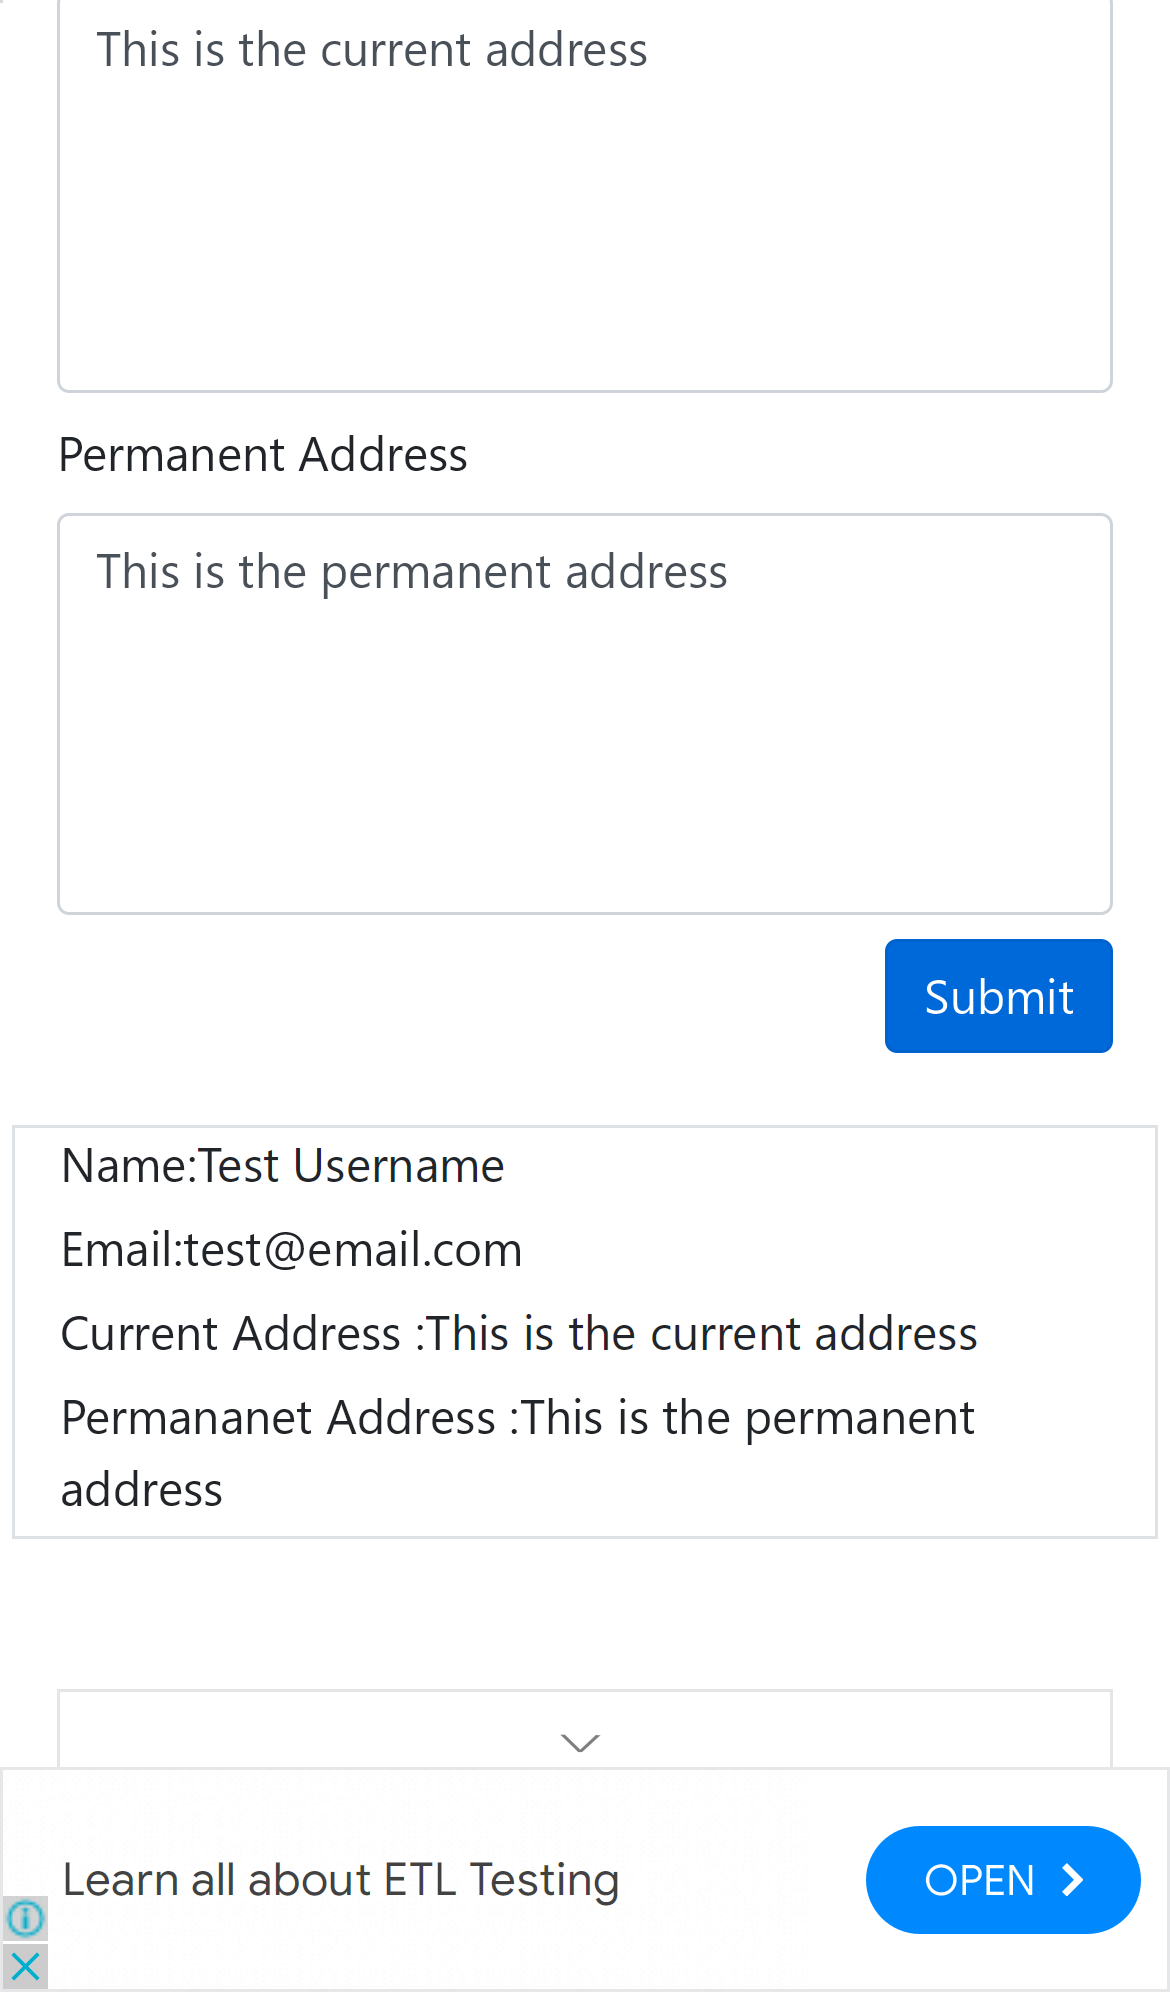 This is the current address
Permanent Address
This is the permanent address
Submit
Name:Test Username
Email:test@email.com
Current Address :This is the current address
Permananet Address :This is the permanent
address
Learn all about ETL Testing
OPEN